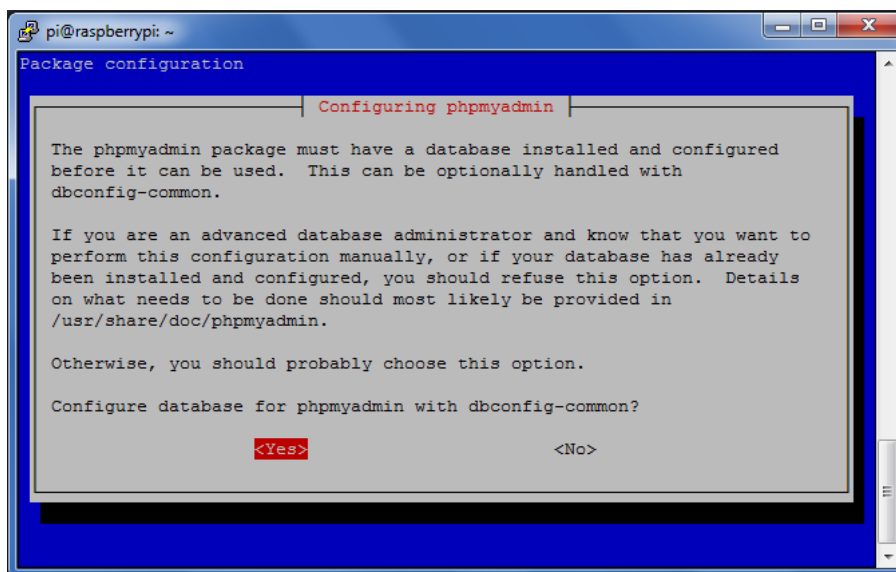 pi@raspberrypi: ~
Package configuration
Configuring phpmyadmin
The phpmyadmin package must have a database installed and configured
before it can be used.  This can be optionally handled with
dbconfig-common.
If you are an advanced database administrator and know that you want to
perform this configuration manually, or if your database has already
been installed and configured, you should refuse this option.  Details
on what needs to be done should most likely be provided in
/usr/share/doc/phpmyadmin.
Otherwise, you should probably choose this option.
Configure database for phpmyadmin with dbconfig-common?
<Yes> <No>